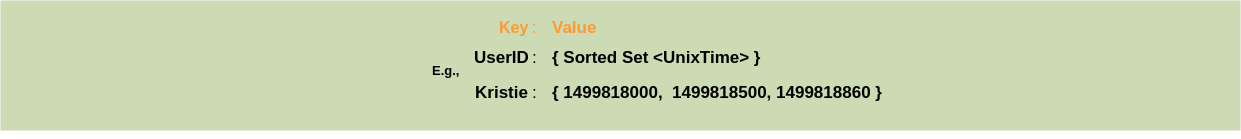 Key : Value
UserID : { Sorted Set <UnixTime> }
E.g.,
Kristie : { 1499818000,  1499818500, 1499818860 }